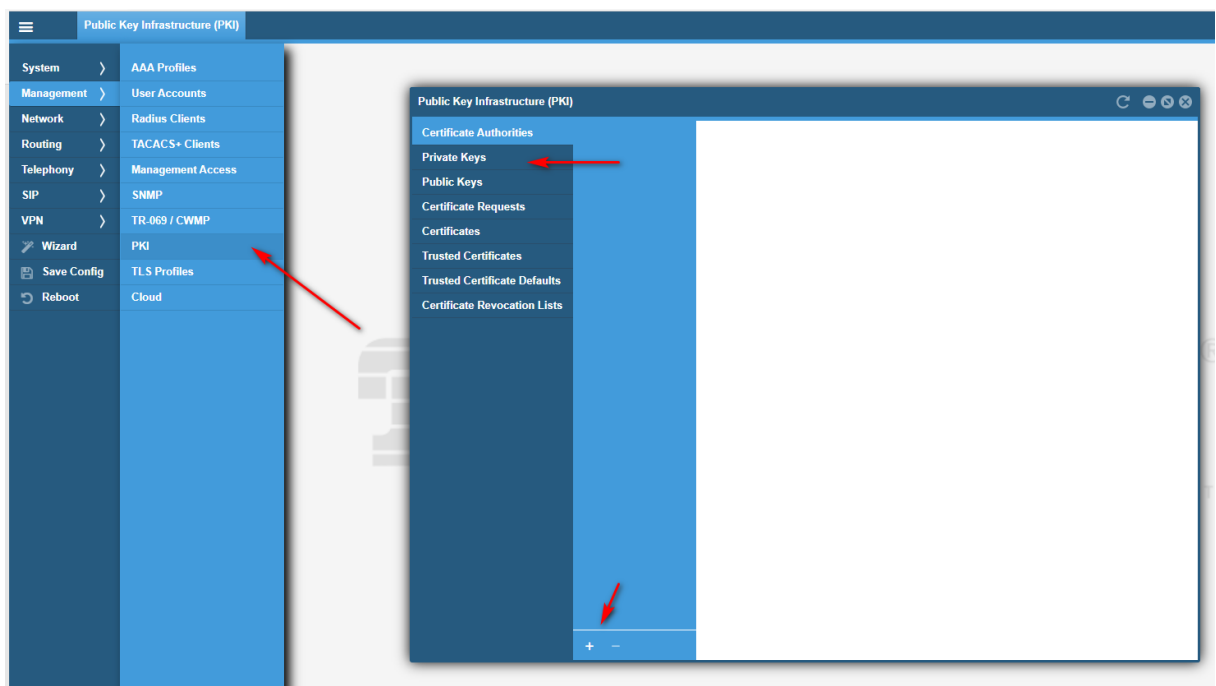 Public Key Infrastructure (PKI)
System
Management
Network
Routing
Telephony
SIP
VPN
Wizard
Save Config
Reboot
AAA Profiles
User Accounts
Radius Clients
TACACS+ Clients
Management Access
SNMP
TR-069 / CWMP
PKI
TLS Profiles
Cloud
Public Key Infrastructure (PKI)
Certificate Authorities
Private Keys
Public Keys
Certificate Requests
Certificates
Trusted Certificates
Trusted Certificate Defaults
Certificate Revocation Lists
+ −
®
T